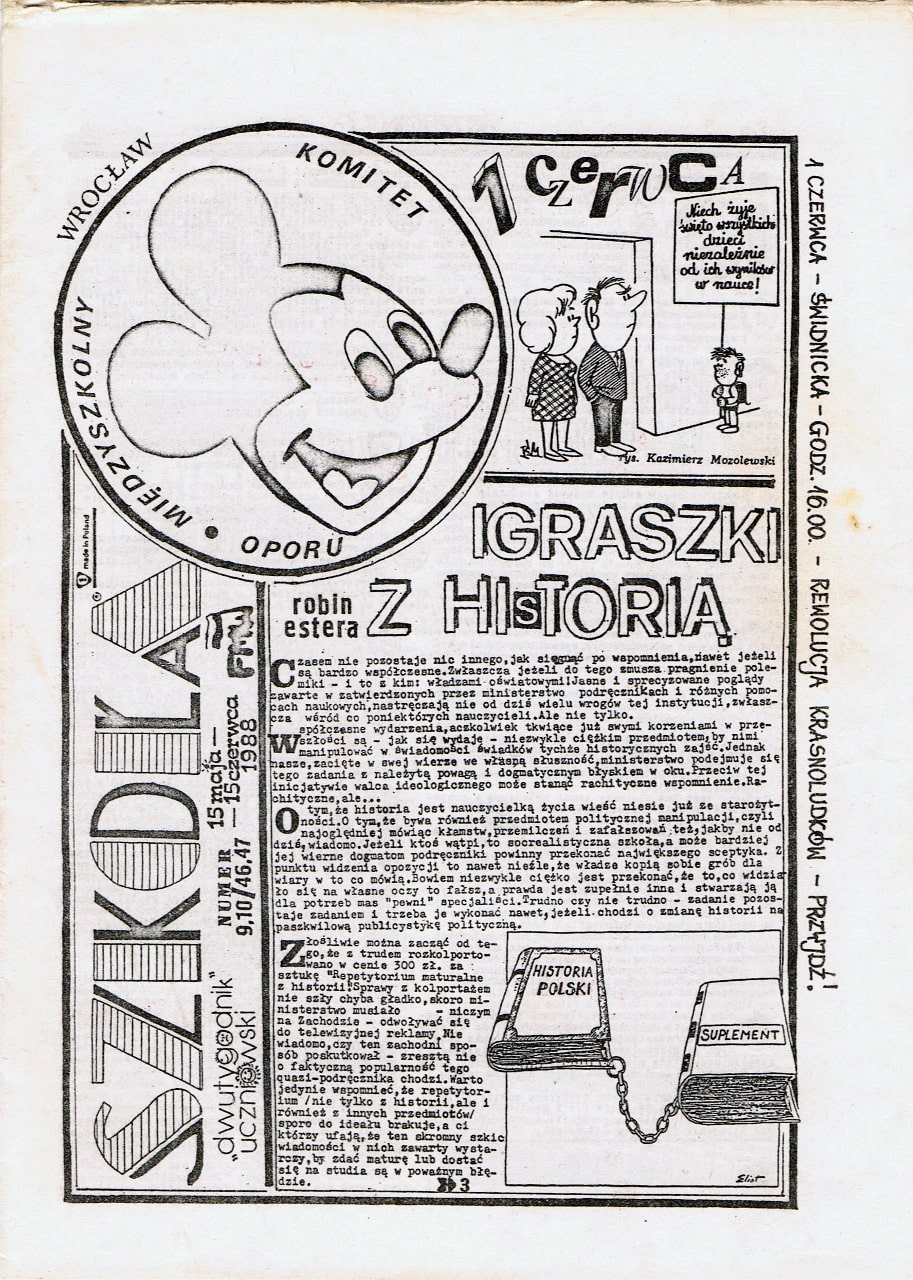 WROCŁAW
MIĘDZYSZKOLNY
KOMITET
OPORU
1 CZERWCA
Niech żyje
święto wszystkich
dzieci
niezależnie
od ich wyników
w nauce!
rys. Kazimierz Mozolewski
1 CZERWCA - ŚWIDNICKA - GODZ. 16.00. - REWOLUCJA KRASNOLUDKÓW - PRZYJDŹ!
made in Poland
SZKOŁA
"dwutygodnik
uczniowski"
NUMER
9,10/46,47
15 maja —
— 15 czerwca
1988
IGRASZKI
Z HISTORIĄ
robin
estera
Czasem nie pozostaje nic innego,jak sięgnąć po wspomnienia,nawet jeżeli
są bardzo współczesne.Zwłaszcza jeżeli do tego zmusza pragnienie pole-
miki - i to z kim: władzami oświatowymi!Jasne i sprecyzowane poglądy
zawarte w zatwierdzonych przez ministerstwo podręcznikach i różnych pomo-
cach naukowych,nastręczają nie od dziś wielu wrogów tej instytucji,zwłasz-
cza wśród co poniektórych nauczycieli.Ale nie tylko.
Współczesne wydarzenia,aczkolwiek tkwiące już swymi korzeniami w prze-
szłości są - jak się wydaje - niezwykle ciężkim przedmiotem,by nimi
manipulować w świadomości świadków tychże historycznych zajść.Jednak
nasze,zacięte w swej wierze we własną słuszność,ministerstwo podejmuje się
tego zadania z należytą powagą i dogmatycznym błyskiem w oku.Przeciw tej
inicjatywie walca ideologicznego może stanąć rachityczne wspomnienie.Ra-
chityczne,ale...
O tym,że historia jest nauczycielką życia wieść niesie już ze starożyt-
ności.O tym,że bywa również przedmiotem politycznej manipulacji,czyli
najoględniej mówiąc kłamstw,przemilczeń i zafałszowań też,jakby nie od
dziś,wiadomo.Jeżeli ktoś wątpi,to socrealistyczna szkoła,a może bardziej
jej wierne dogmatom podręczniki powinny przekonać największego sceptyka. Z
punktu widzenia opozycji to nawet nieźle,że władze kopią sobie grób dla
wiary w to co mówią.Bowiem niezwykle ciężko jest przekonać,że to,co widzia
ło się na własne oczy to fałsz,a prawda jest zupełnie inna i stwarzają ją
dla potrzeb mas "pewni" specjaliści.Trudno czy nie trudno - zadanie pozos-
taje zadaniem i trzeba je wykonać nawet,jeżeli chodzi o zmianę historii na
paszkwilową publicystykę polityczną.
Złośliwie można zacząć od te-
go,że z trudem rozkolporto-
wano w cenie 300 zł. za
sztukę "Repetytorium maturalne
z historii".Sprawy z kolportażem
nie szły chyba gładko,skoro mi-
nisterstwo musiało - niczym
na Zachodzie - odwoływać się
do telewizyjnej reklamy.Nie
wiadomo,czy ten zachodni spo-
sób poskutkował - zresztą nie
o faktyczną popularność tego
quazi-podręcznika chodzi.Warto
jedynie wspomnieć,że repetytor-
ium /nie tylko z historii,ale i
również z innych przedmiotów/
sporo do ideału brakuje,a ci
którzy ufają,że ten skromny szkic
wiadomości w nich zawarty wysta-
rczy,by zdać maturę lub dostać
się na studia są w poważnym błę-
dzie.
3
HISTORIA
POLSKI
SUPLEMENT
Eliot